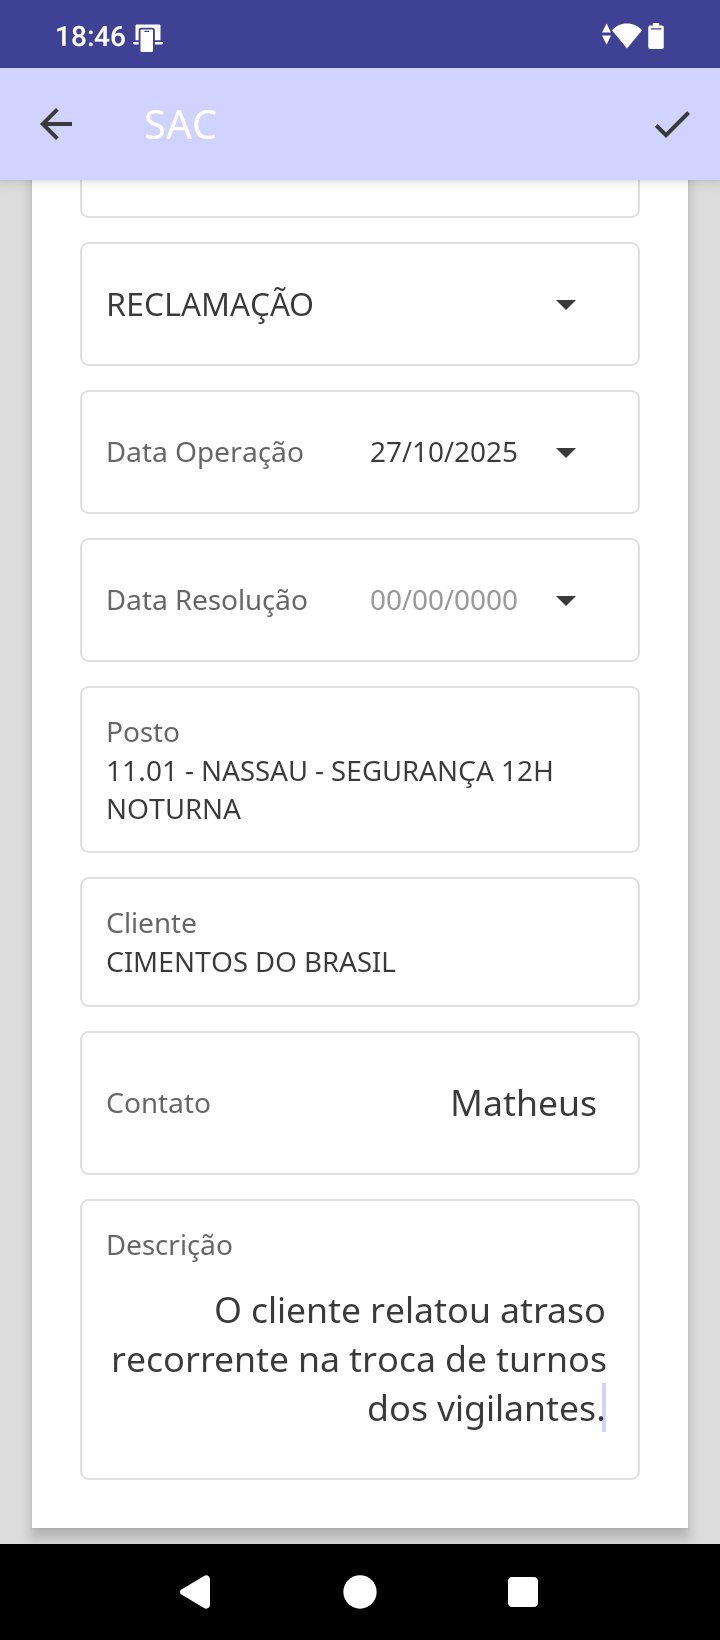 18:46
SAC
RECLAMAÇÃO
Data Operação 27/10/2025
Data Resolução 00/00/0000
Posto
11.01 - NASSAU - SEGURANÇA 12H
NOTURNA
Cliente
CIMENTOS DO BRASIL
Contato Matheus
Descrição
O cliente relatou atraso
recorrente na troca de turnos
dos vigilantes.